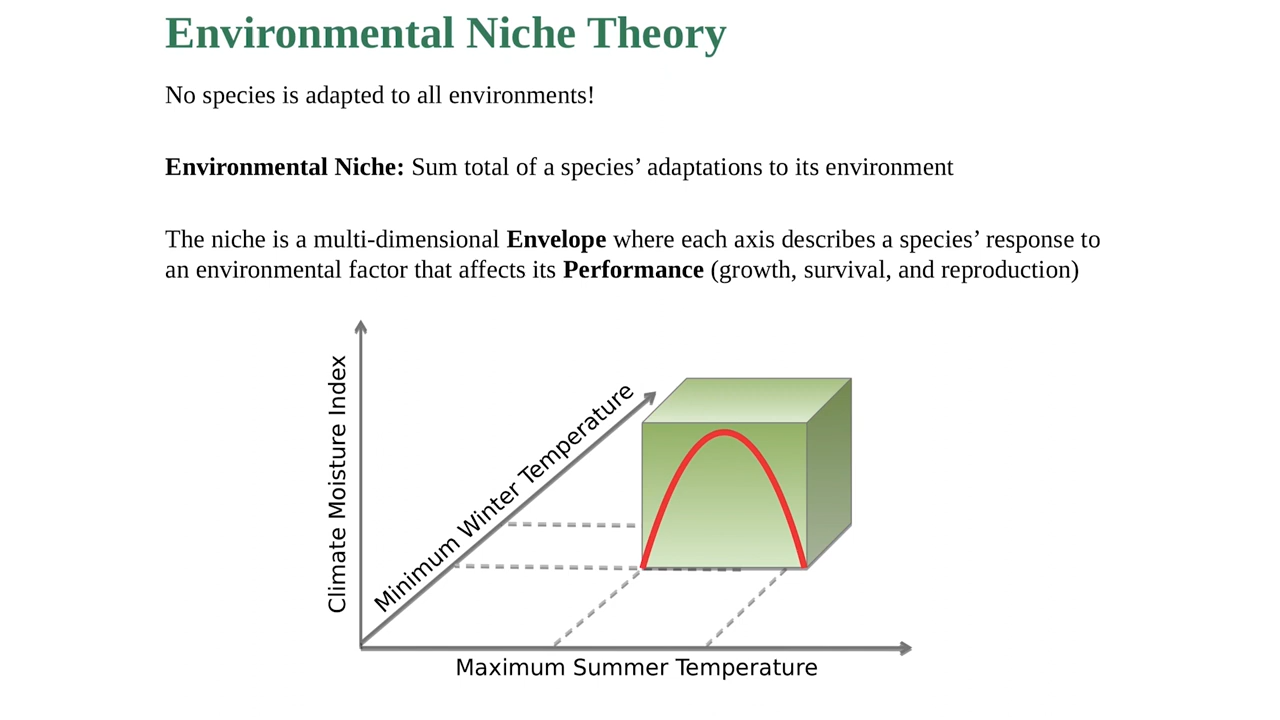 Environmental Niche Theory
No species is adapted to all environments!
Environmental Niche: Sum total of a species’ adaptations to its environment
The niche is a multi-dimensional Envelope where each axis describes a species’ response to
an environmental factor that affects its Performance (growth, survival, and reproduction)
Climate Moisture Index
Minimum Winter Temperature
Maximum Summer Temperature